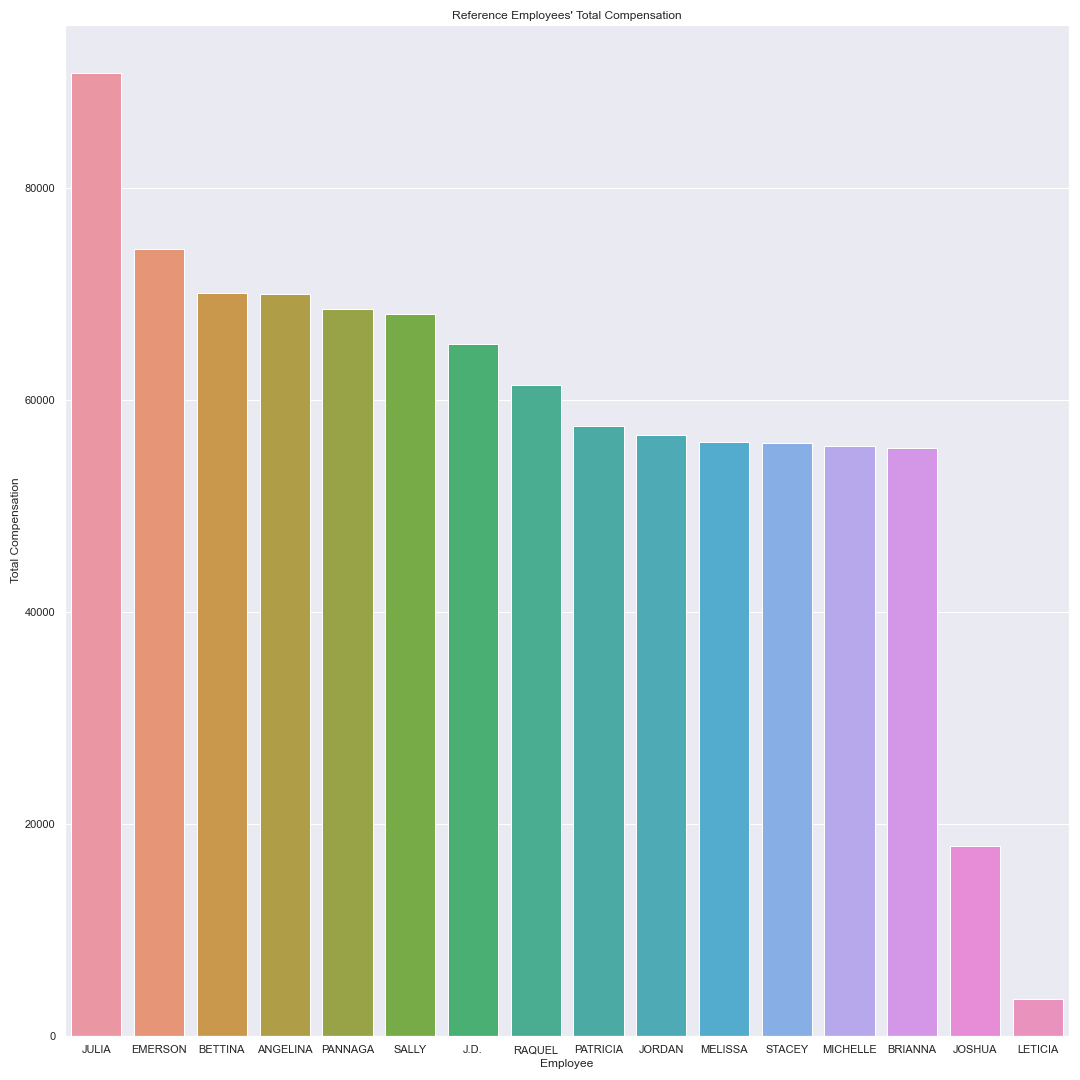 Reference Employees' Total Compensation
Total Compensation
80000
60000
40000
20000
0
JULIA EMERSON BETTINA ANGELINA PANNAGA SALLY J.D. RAQUEL PATRICIA JORDAN MELISSA STACEY MICHELLE BRIANNA JOSHUA LETICIA
Employee